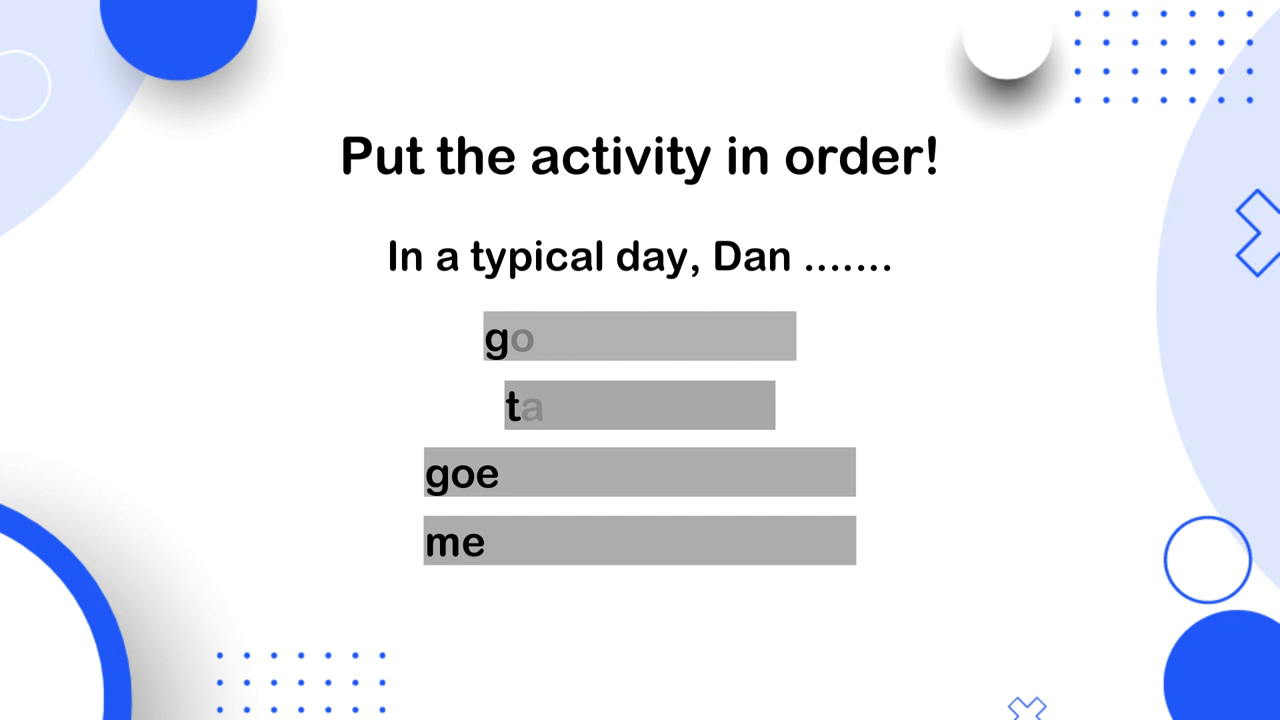 Put the activity in order!
In a typical day, Dan .......
go
ta
goe
me